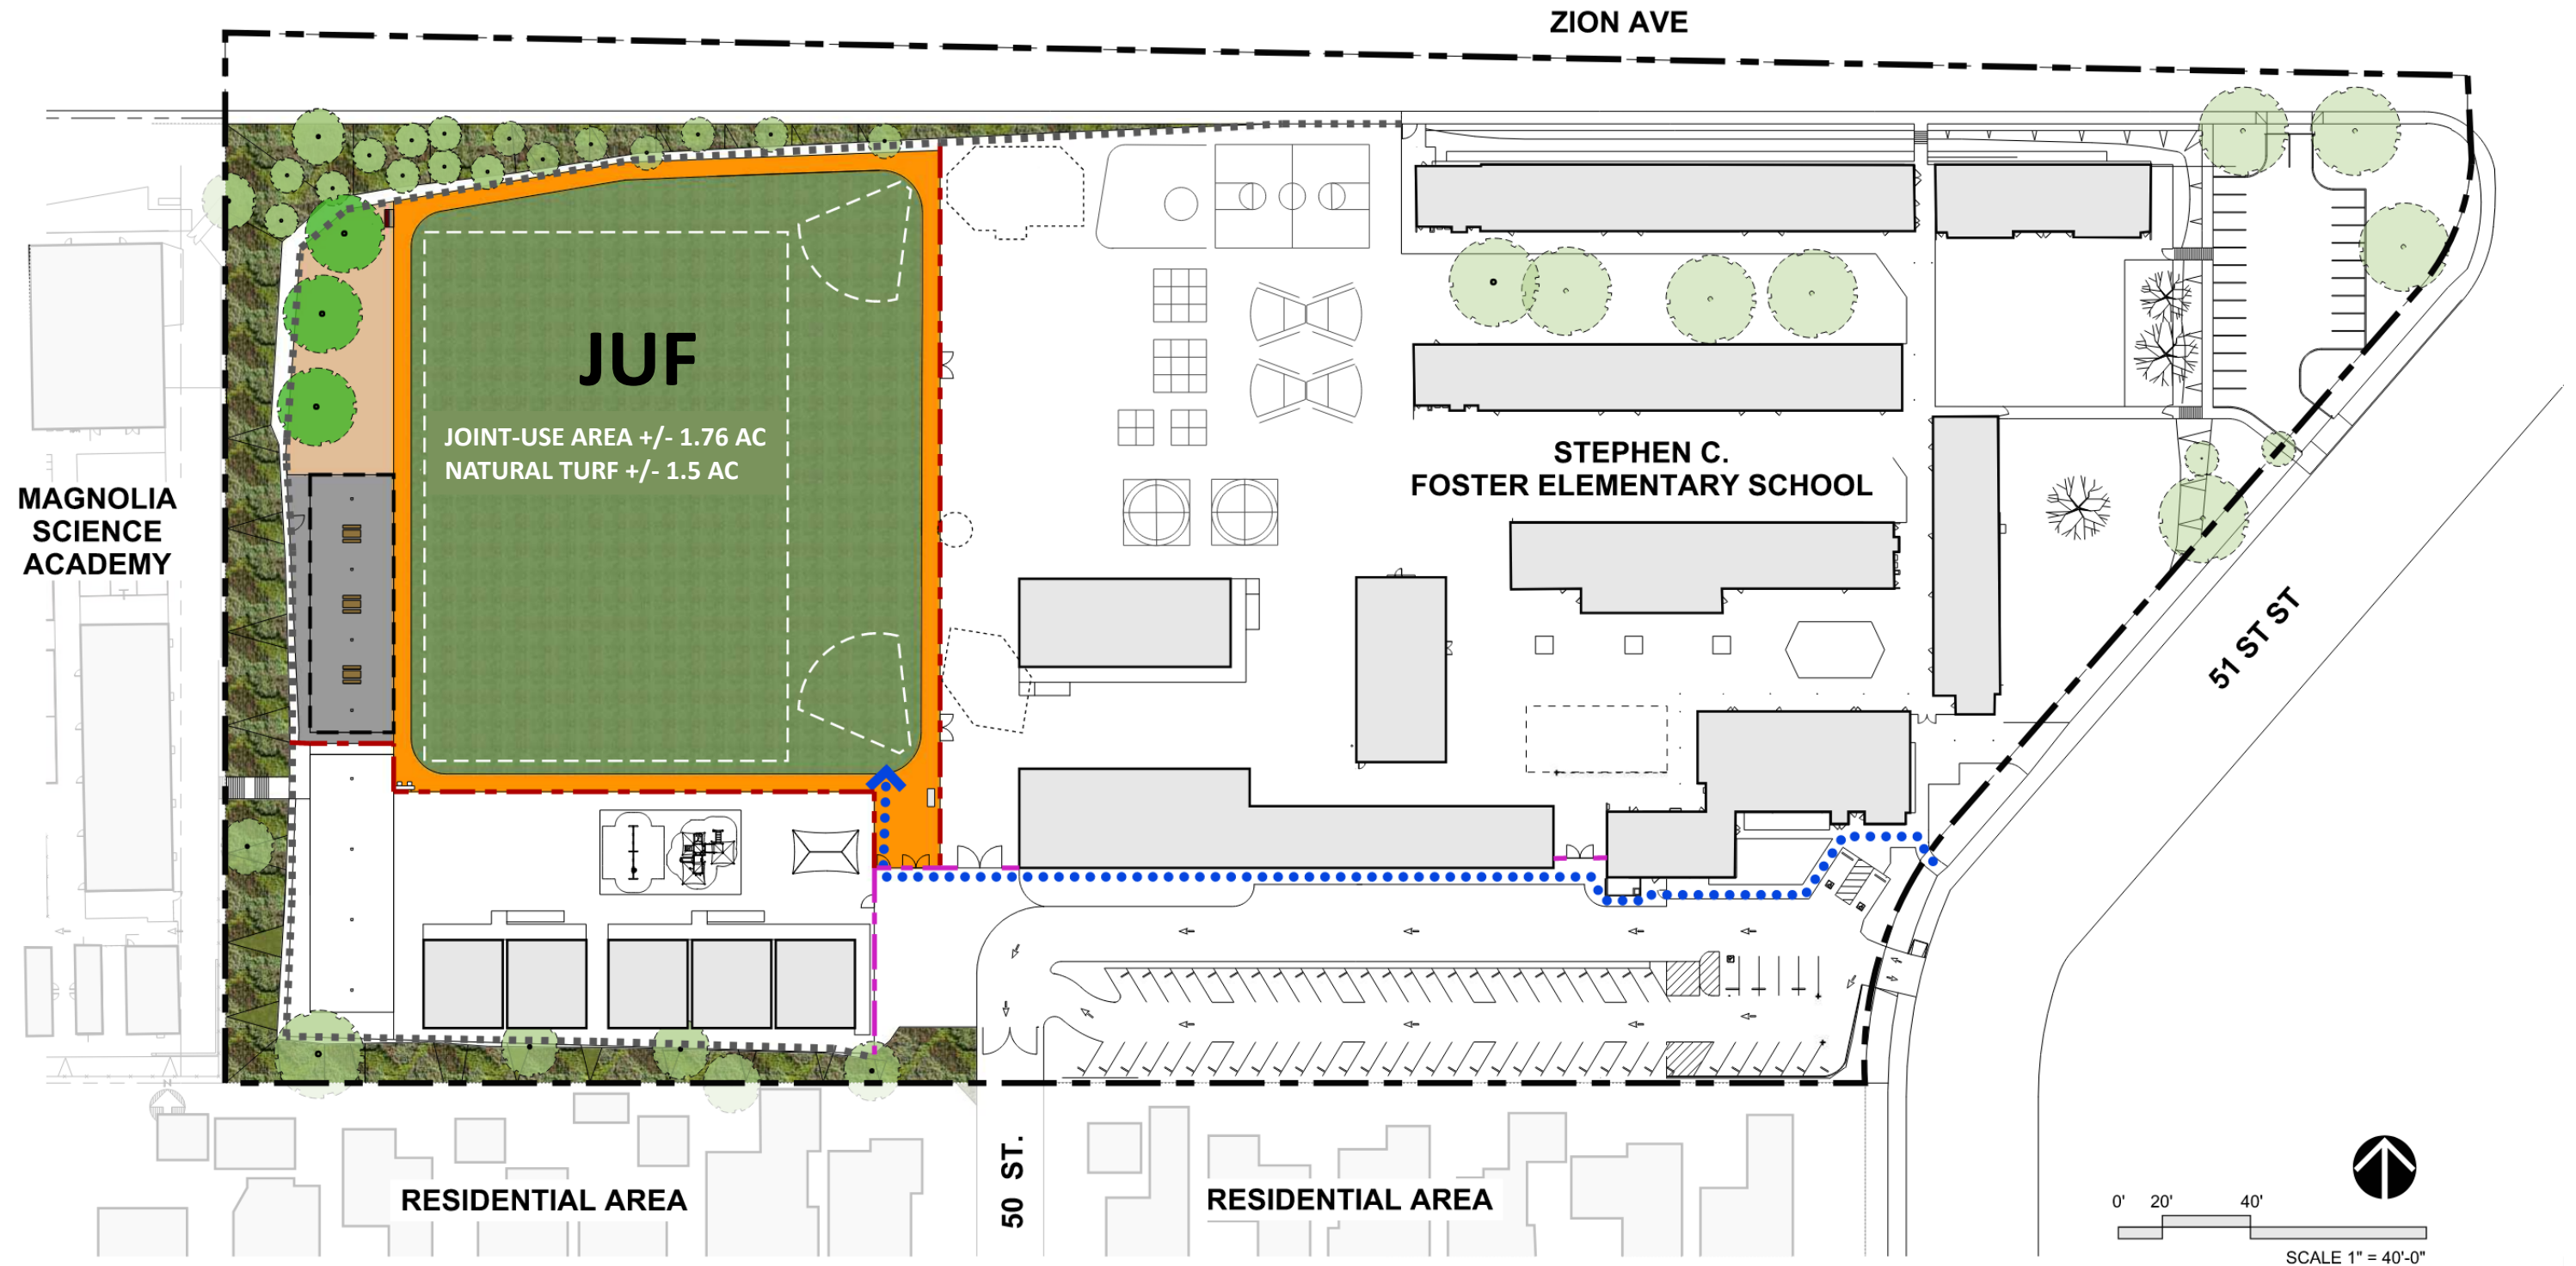 ZION AVE
JUF
JOINT-USE AREA +/- 1.76 AC
NATURAL TURF +/- 1.5 AC
STEPHEN C.
FOSTER ELEMENTARY SCHOOL
MAGNOLIA
SCIENCE
ACADEMY
51 ST ST
50 ST.
RESIDENTIAL AREA
RESIDENTIAL AREA
0' 20' 40'
SCALE 1" = 40'-0"